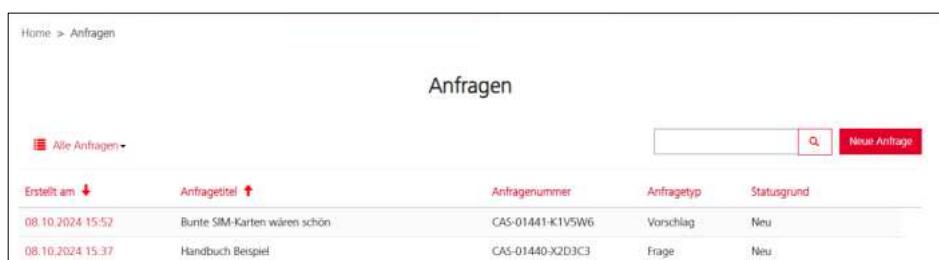 Home > Anfragen
Anfragen
Alle Anfragen
Neue Anfrage
Erstellt am Anfragetitel Anfragenummer Anfragetyp Statusgrund
08.10.2024 15:52 Bunte SIM-Karten wären schön CAS-01441-K1V5W6 Vorschlag Neu
08.10.2024 15:37 Handbuch Beispiel CAS-01440-X2D3C3 Frage Neu